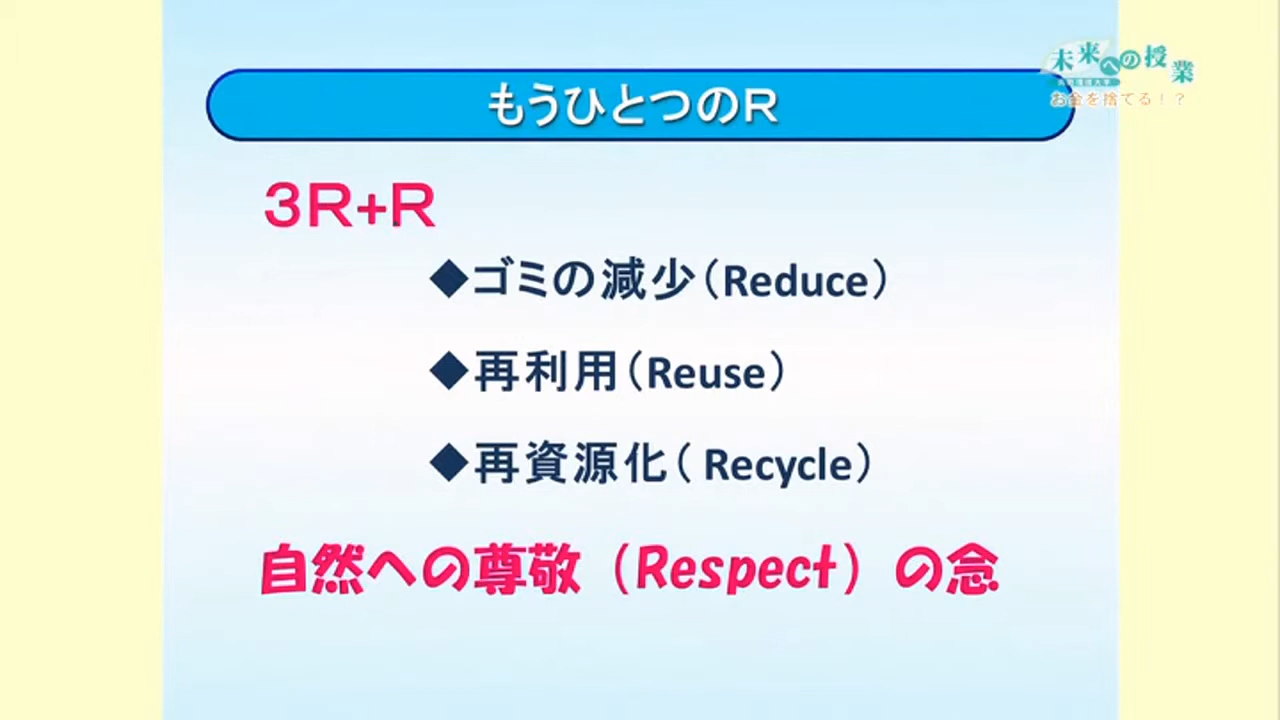 未来への授業
お金を捨てる!?
もうひとつのR
3R+R
◆ゴミの減少(Reduce)
◆再利用(Reuse)
◆再資源化( Recycle)
自然への尊敬 (Respect) の念